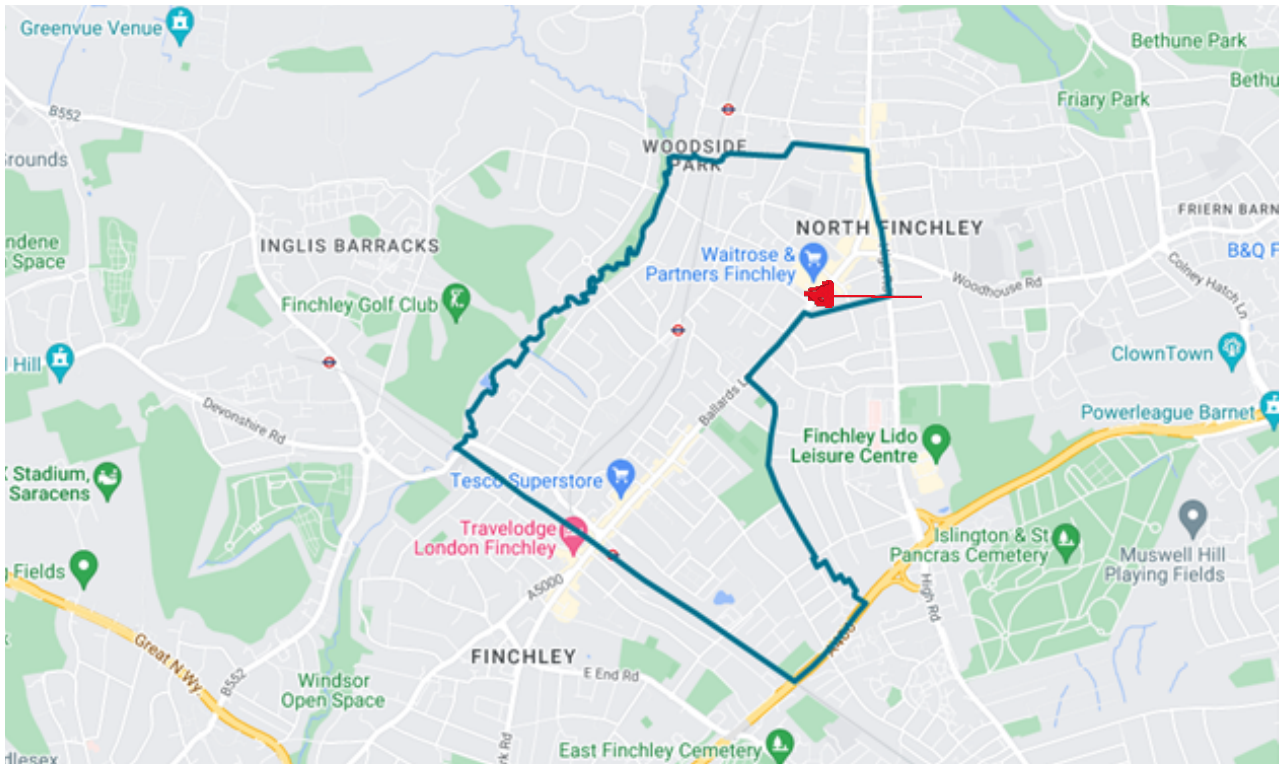 Greenvue Venue
Bethune Park
Bethu
Friary Park
B552
Grounds
WOODSIDE
PARK
FRIERN BARN
ndene
Space
INGLIS BARRACKS
NORTH FINCHLEY
B&Q F
Waitrose &
Partners Finchley
Woodhouse Rd
Colney Hatch Ln
Finchley Golf Club
Hill
ClownTown
Devonshire Rd
Ballards L
Powerleague Barnet
Finchley Lido
Leisure Centre
Stadium,
Saracens
Tesco Superstore
Travelodge
London Finchley
Islington & St
Pancras Cemetery
Muswell Hill
Playing Fields
Fields
A5000
High Rd
Great N Wy.
B552
FINCHLEY
E End Rd
Windsor
Open Space
rk Rd
East Finchley Cemetery
dlesex